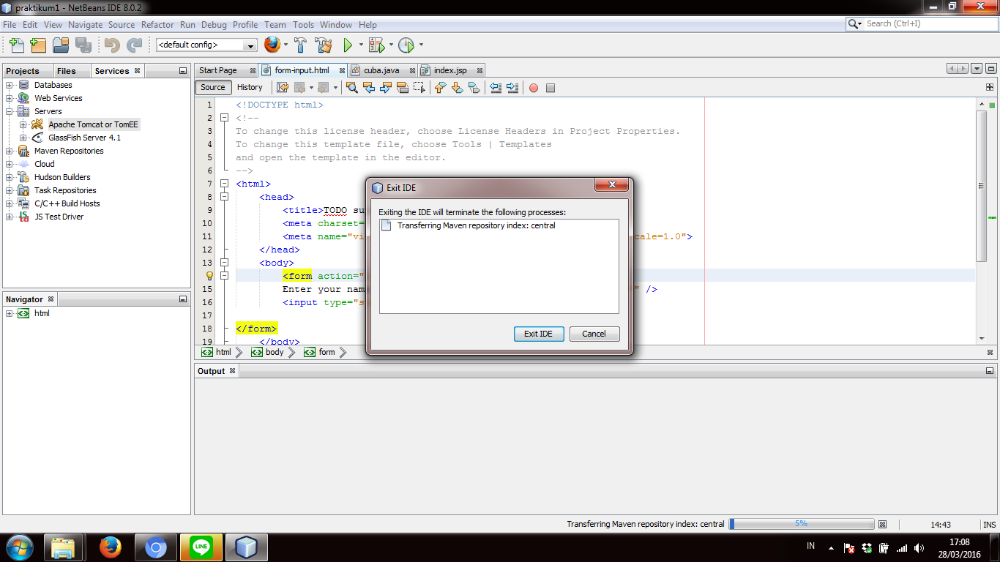 praktikum1 - NetBeans IDE 8.0.2
File Edit View Navigate Source Refactor Run Debug Profile Team Tools Window Help
Search (Ctrl+I)
<default config>
Projects Files Services
Databases
Web Services
Servers
Apache Tomcat or TomEE
GlassFish Server 4.1
Maven Repositories
Cloud
Hudson Builders
Task Repositories
C/C++ Build Hosts
JS Test Driver
Navigator
html
Start Page form-input.html cuba.java index.jsp
Source History
1 <!DOCTYPE html>
2 <!--
3 To change this license header, choose License Headers in Project Properties.
4 To change this template file, choose Tools | Templates
5 and open the template in the editor.
6 -->
7 <html>
8 <head>
9 <title>TODO su
10 <meta charset=
11 <meta name="vi cale=1.0">
12 </head>
13 <body>
<form action="
15 Enter your nam " />
16 <input type="s
17
18 </form>
19 </body>
html body form
Exit IDE
Exiting the IDE will terminate the following processes:
Transferring Maven repository index: central
Exit IDE Cancel
Output
Transferring Maven repository index: central 5% 14:43 INS
IN 17:08
28/03/2016
LINE